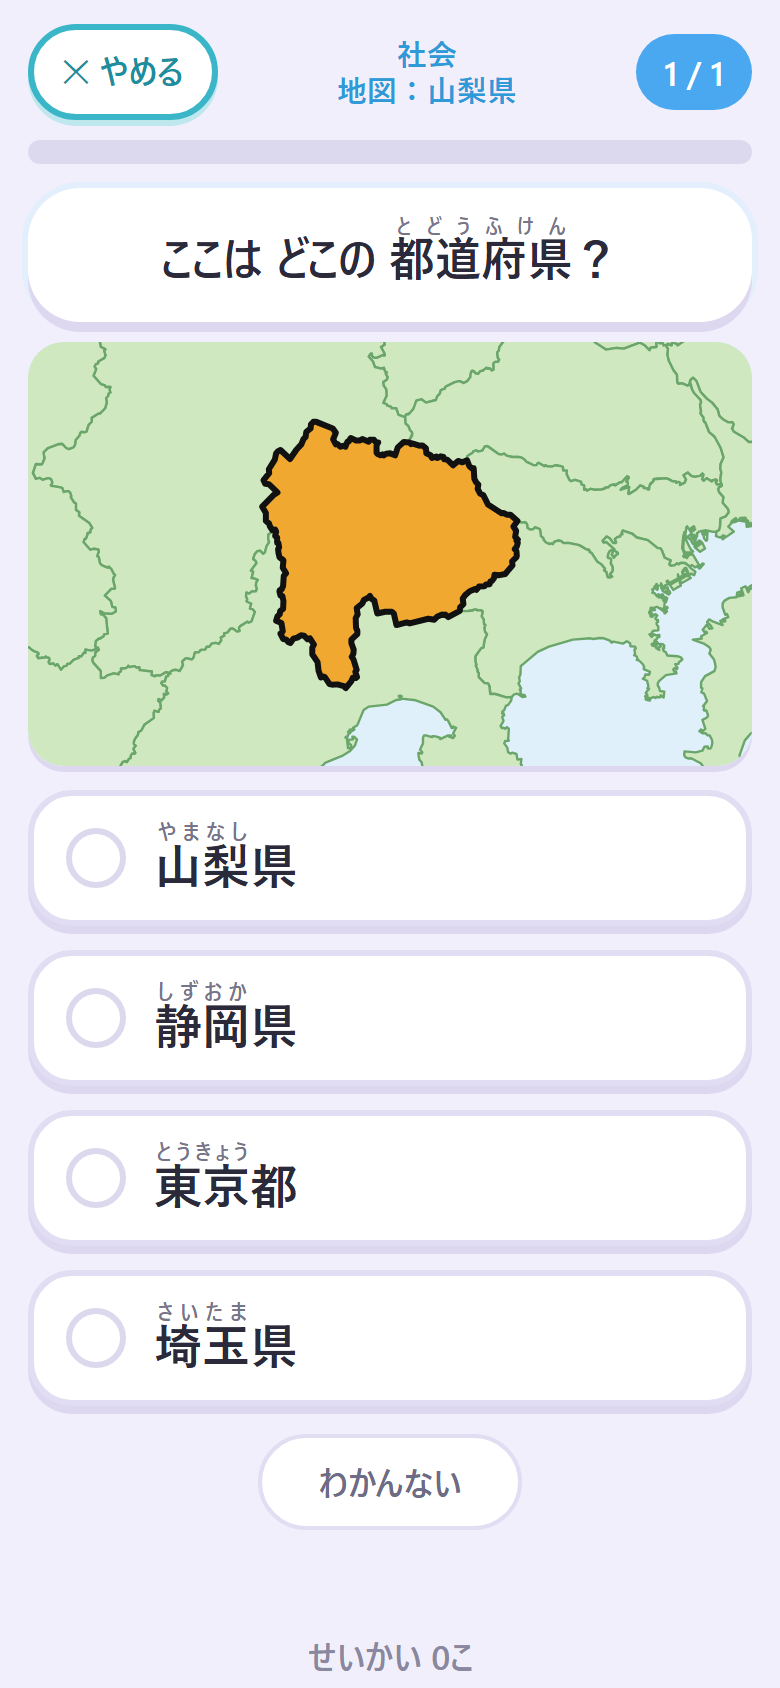 × やめる
社会
地図：山梨県
1 / 1
とどうふけん
ここは どこの 都道府県？
やまなし
山梨県
しずおか
静岡県
とうきょう
東京都
さいたま
埼玉県
わかんない
せいかい 0こ